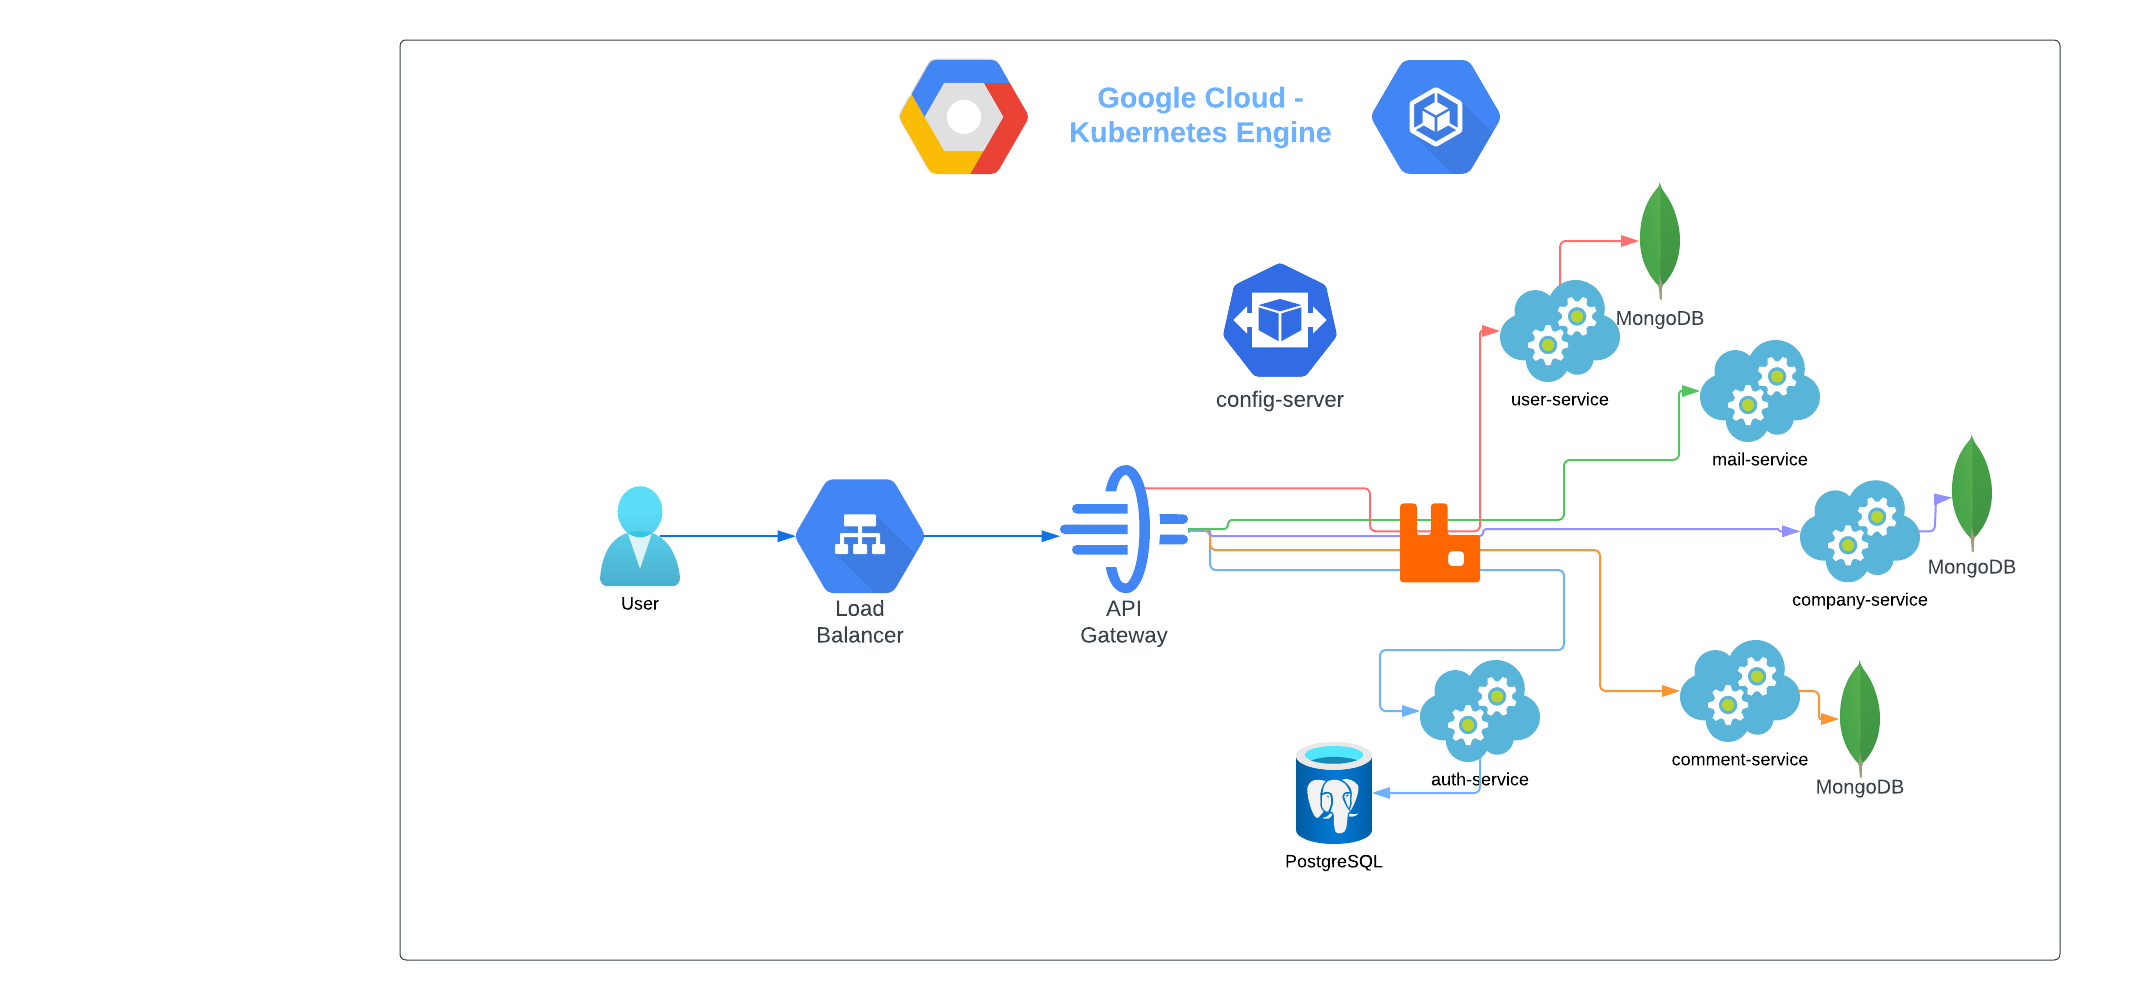 Google Cloud -
Kubernetes Engine
MongoDB
config-server
user-service
mail-service
MongoDB
company-service
User
Load
Balancer
API
Gateway
comment-service
auth-service
MongoDB
PostgreSQL